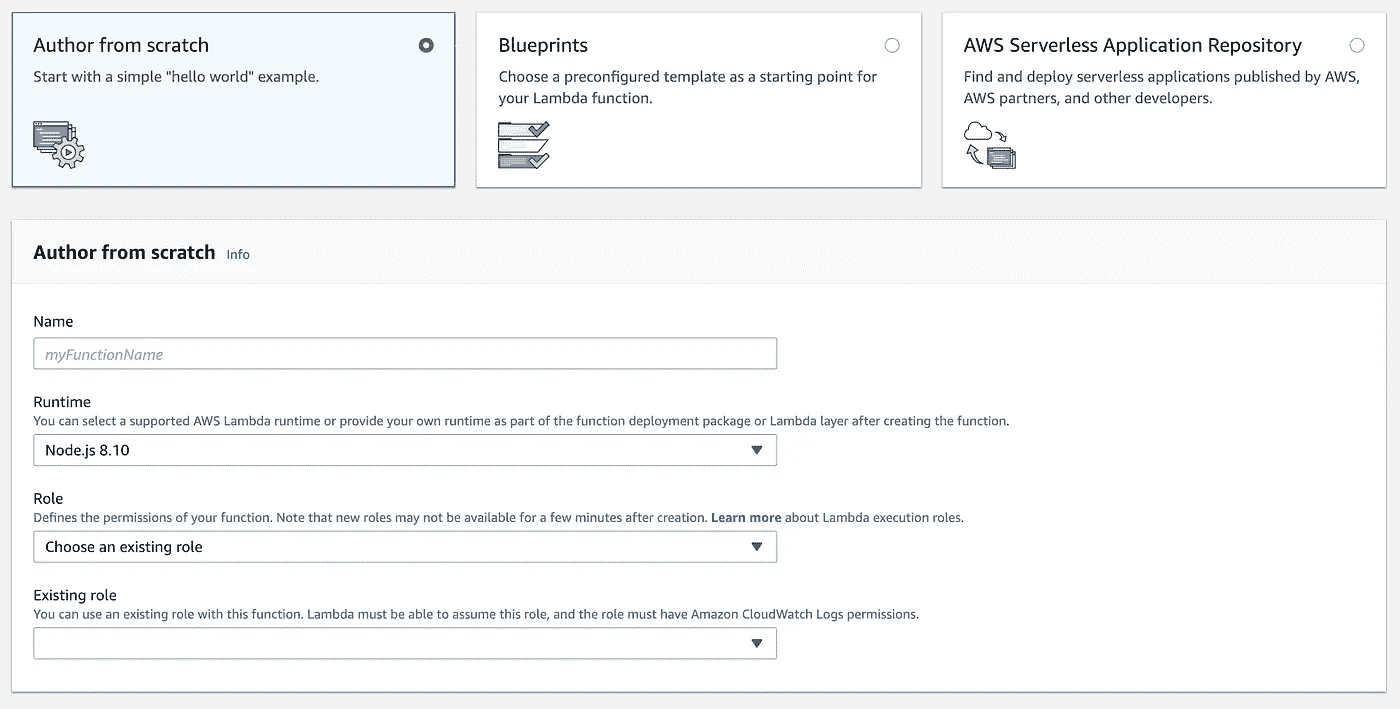 Author from scratch
Start with a simple "hello world" example.
Blueprints
Choose a preconfigured template as a starting point for
your Lambda function.
AWS Serverless Application Repository
Find and deploy serverless applications published by AWS,
AWS partners, and other developers.
Author from scratch Info
Name
myFunctionName
Runtime
You can select a supported AWS Lambda runtime or provide your own runtime as part of the function deployment package or Lambda layer after creating the function.
Node.js 8.10
Role
Defines the permissions of your function. Note that new roles may not be available for a few minutes after creation. Learn more about Lambda execution roles.
Choose an existing role
Existing role
You can use an existing role with this function. Lambda must be able to assume this role, and the role must have Amazon CloudWatch Logs permissions.